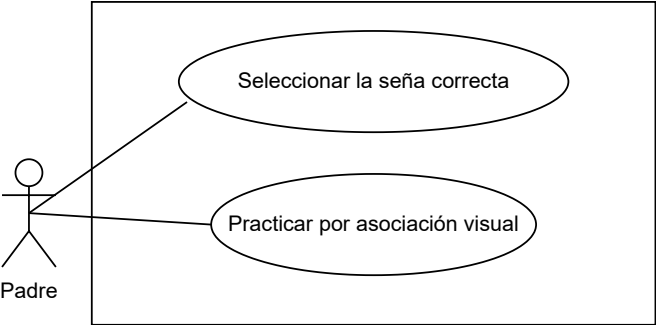 Seleccionar la seña correcta
Practicar por asociación visual
Padre